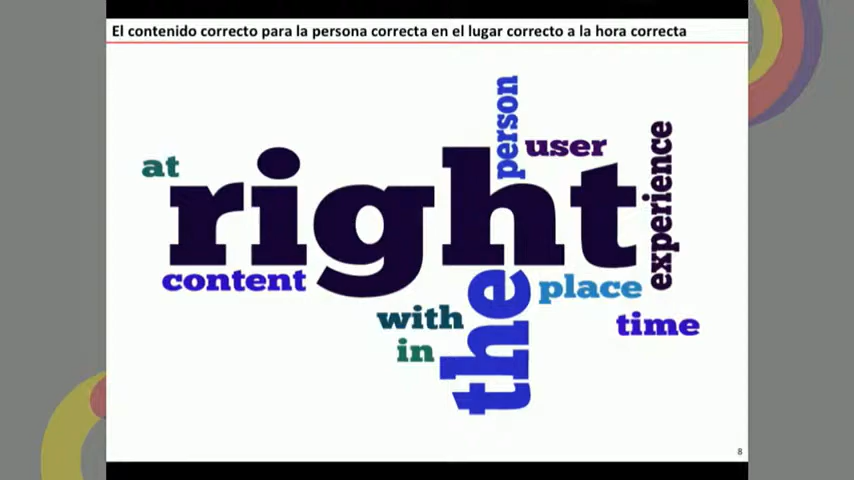 El contenido correcto para la persona correcta en el lugar correcto a la hora correcta
person
user
experience
at
right
content
the
place
with
time
in
8